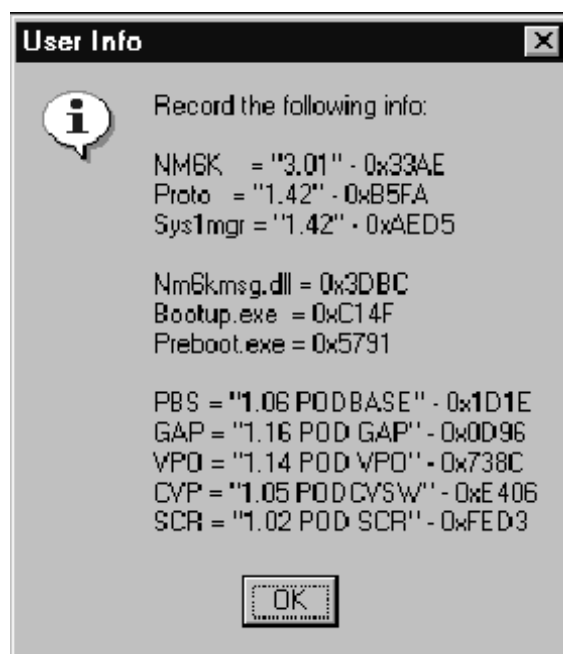 User Info
Record the following info:
NM6K = "3.01" - 0x33AE
Proto = "1.42" - 0xB5FA
Sys1mgr = "1.42" - 0xAED5
Nm6kmsg.dll = 0x3DBC
Bootup.exe = 0xC14F
Preboot.exe = 0x5791
PBS = "1.06 PODBASE" - 0x1D1E
GAP = "1.16 POD GAP" - 0x0D96
VPO = "1.14 POD VPO" - 0x738C
CVP = "1.05 PODCVSW" - 0xE406
SCR = "1.02 POD SCR" - 0xFED3
OK